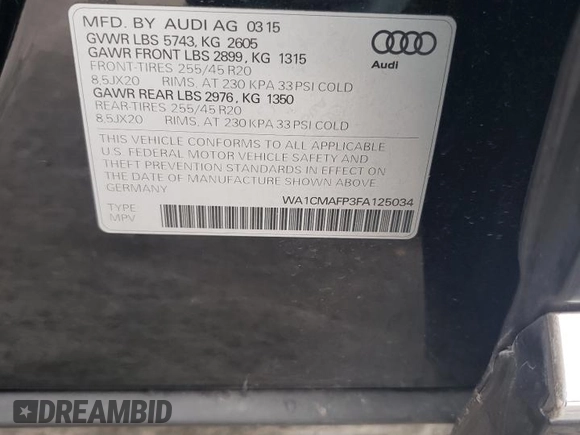 MFD. BY AUDI AG 03 15
GVWR LBS 5743, KG 2605
GAWR FRONT LBS 2899, KG 1315
FRONT-TIRES 255/45 R20
8.5JX20 RIMS, AT 230 KPA 33 PSI COLD
GAWR REAR LBS 2976, KG 1350
REAR-TIRES 255/45 R20
8.5JX20 RIMS, AT 230 KPA 33 PSI COLD
Audi
THIS VEHICLE CONFORMS TO ALL APPLICABLE
U.S. FEDERAL MOTOR VEHICLE SAFETY AND
THEFT PREVENTION STANDARDS IN EFFECT ON
THE DATE OF MANUFACTURE SHOWN ABOVE.
GERMANY
WA1CMAFP3FA125034
TYPE
MPV
DREAMBID